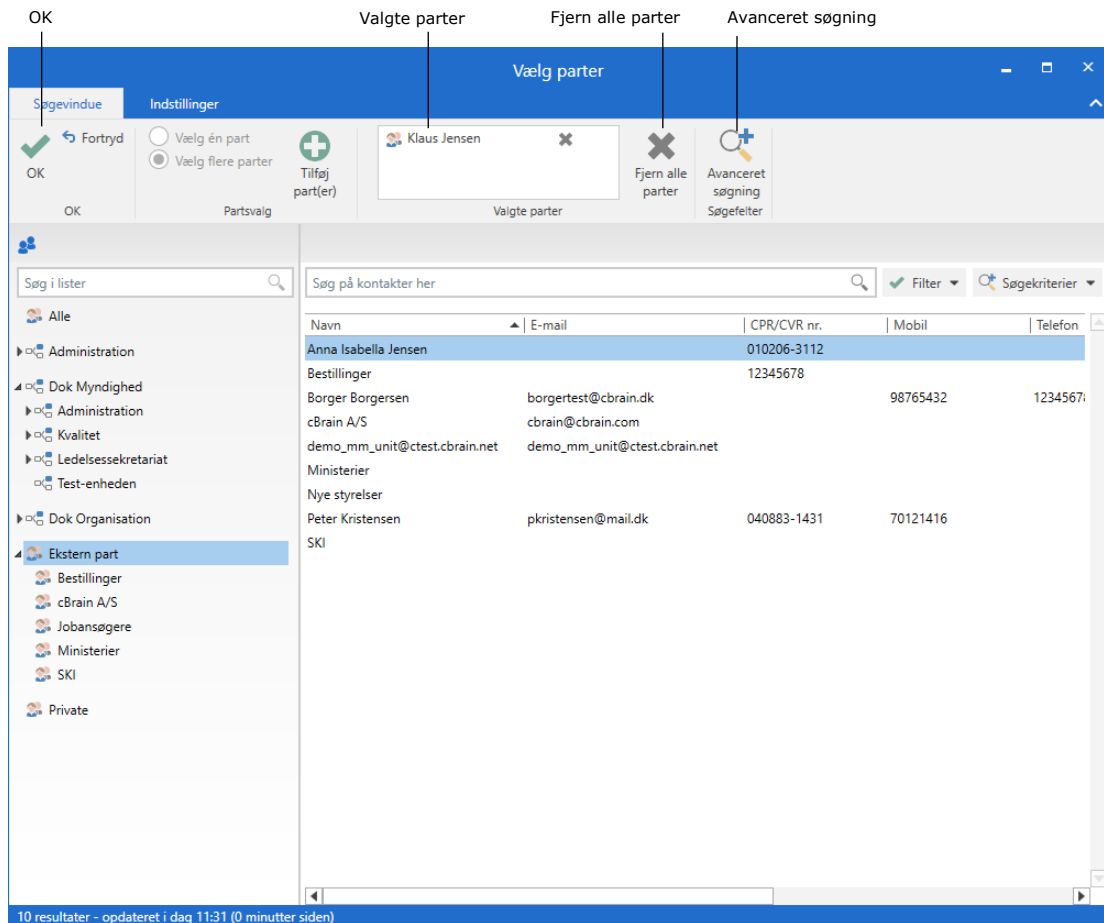 OK Valgte parter Fjern alle parter Avanceret søgning
Vælg parter
Søgevindue Indstillinger
OK
Fortryd
OK
Vælg én part
Vælg flere parter
Tilføj
part(er)
Partsvalg
Klaus Jensen
Valgte parter
Fjern alle
parter
Avanceret
søgning
Søgefelter
Søg i lister
Alle
Administration
Dok Myndighed
Administration
Kvalitet
Ledelsessekretariat
Test-enheden
Dok Organisation
Ekstern part
Bestillinger
cBrain A/S
Jobansøgere
Ministerier
SKI
Private
Søg på kontakter her Filter Søgekriterier
Navn E-mail CPR/CVR nr. Mobil Telefon
Anna Isabella Jensen 010206-3112
Bestillinger 12345678
Borger Borgersen borgertest@cbrain.dk 98765432 1234567
cBrain A/S cbrain@cbrain.com
demo_mm_unit@ctest.cbrain.net demo_mm_unit@ctest.cbrain.net
Ministerier
Nye styrelser
Peter Kristensen pkristensen@mail.dk 040883-1431 70121416
SKI
10 resultater - opdateret i dag 11:31 (0 minutter siden)